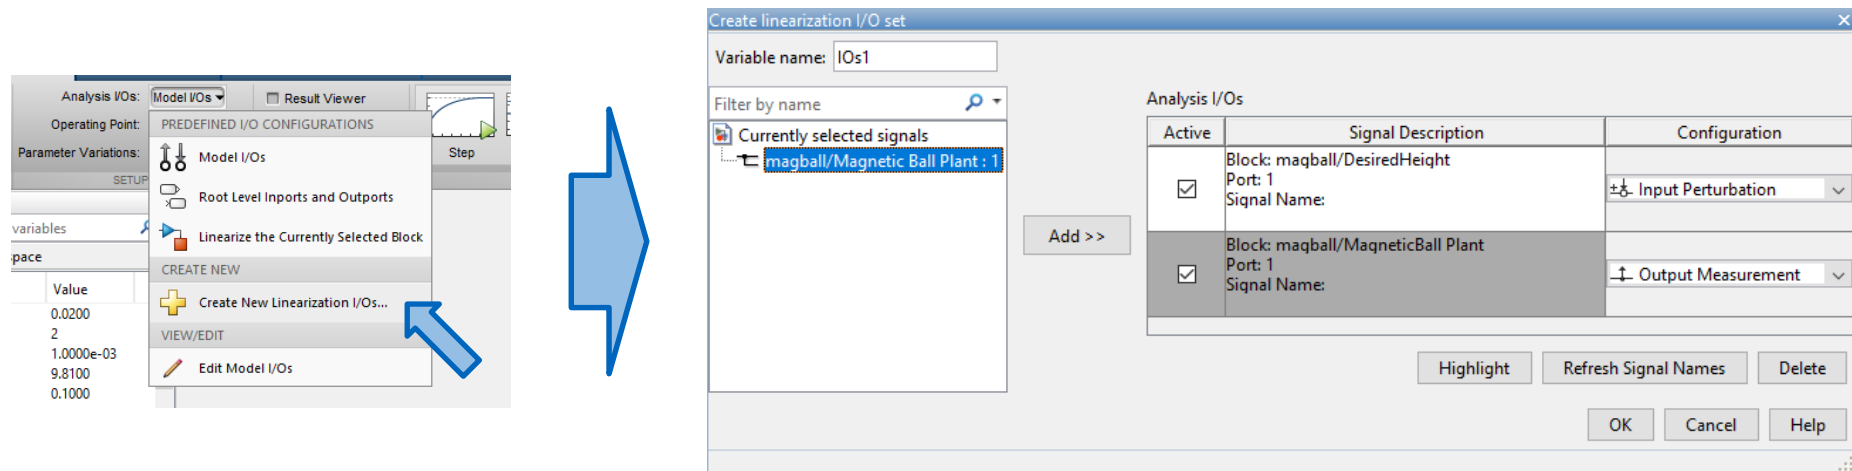 Analysis I/Os: Model I/Os Result Viewer
Operating Point:
Parameter Variations:
SETUP
PREDEFINED I/O CONFIGURATIONS
Model I/Os
Root Level Inports and Outports
Linearize the Currently Selected Block
CREATE NEW
Create New Linearization I/Os...
VIEW/EDIT
Edit Model I/Os
Step
variables
pace
Value
0.0200
2
1.0000e-03
9.8100
0.1000
Create linearization I/O set
Variable name: IOs1
Filter by name
Currently selected signals
magball/Magnetic Ball Plant : 1
Add >>
Analysis I/Os
Active Signal Description Configuration
Block: magball/DesiredHeight
Port: 1
Signal Name:
Input Perturbation
Block: magball/MagneticBall Plant
Port: 1
Signal Name:
Output Measurement
Highlight Refresh Signal Names Delete
OK Cancel Help